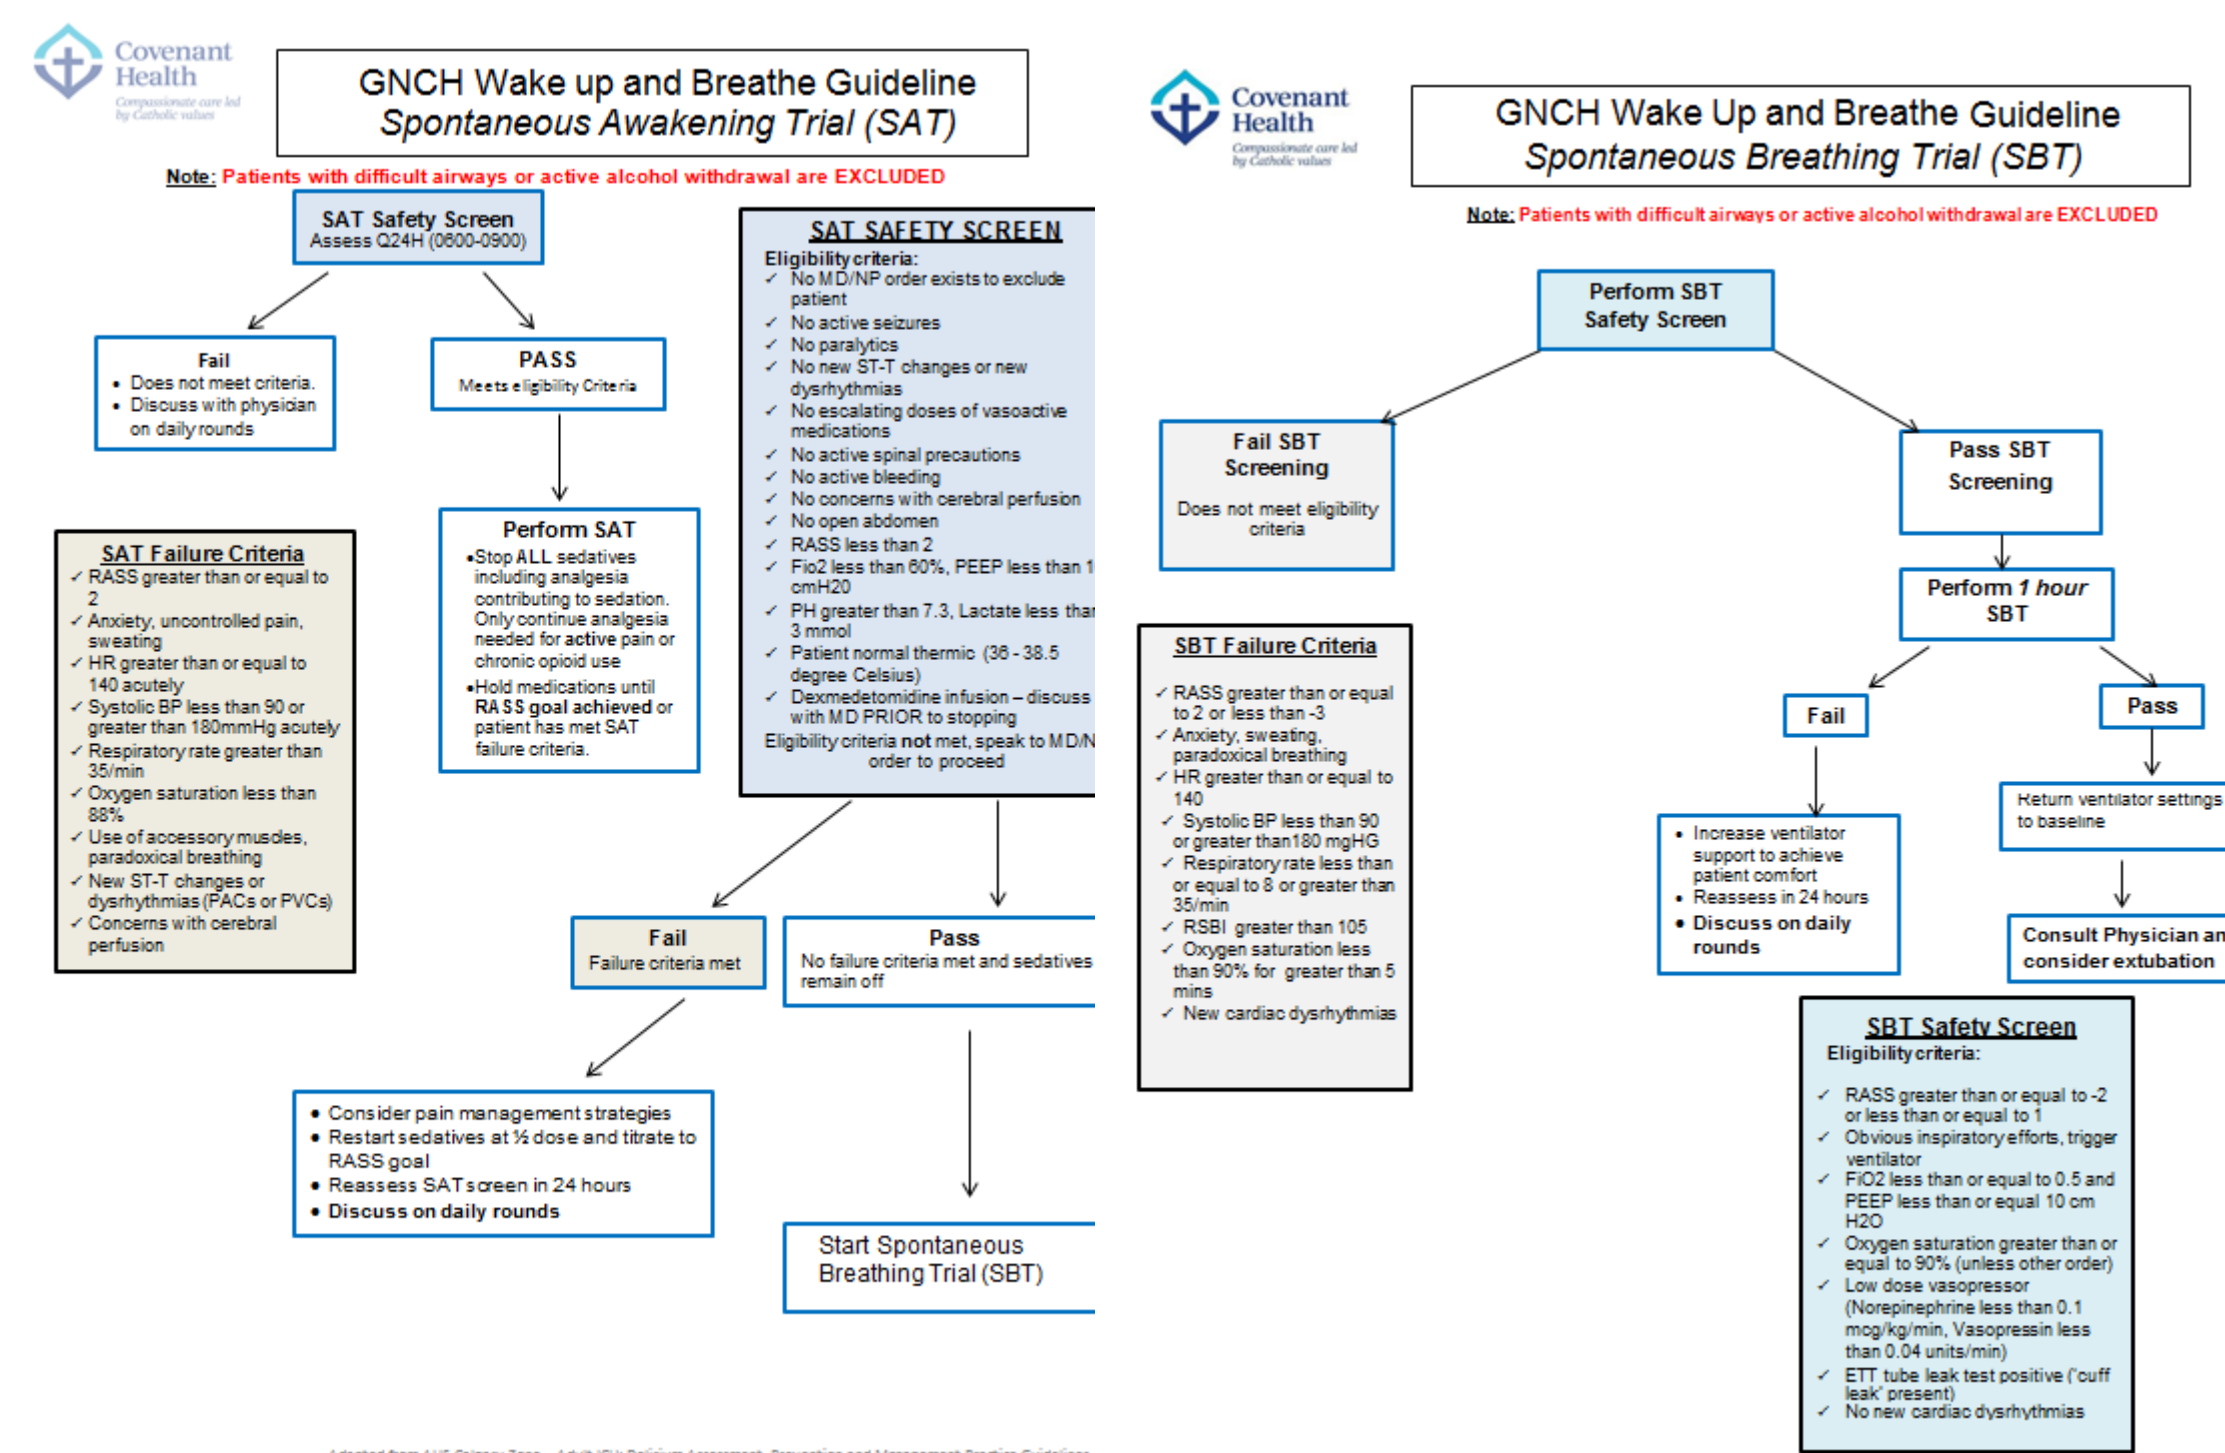 Covenant
Health
Compassionate care led
by Catholic values
GNCH Wake up and Breathe Guideline
Spontaneous Awakening Trial (SAT)
Note: Patients with difficult airways or active alcohol withdrawal are EXCLUDED
SAT Safety Screen
Assess Q24H (0600-0900)
Fail
• Does not meet criteria.
• Discuss with physician
on daily rounds
PASS
Meets eligibility Criteria
Perform SAT
•Stop ALL sedatives
including analgesia
contributing to sedation.
Only continue analgesia
needed for active pain or
chronic opioid use
•Hold medications until
RASS goal achieved or
patient has met SAT
failure criteria.
SAT Failure Criteria
✓ RASS greater than or equal to
2
✓ Anxiety, uncontrolled pain,
sweating
✓ HR greater than or equal to
140 acutely
✓ Systolic BP less than 90 or
greater than 180mmHg acutely
✓ Respiratory rate greater than
35/min
✓ Oxygen saturation less than
88%
✓ Use of accessory muscles,
paradoxical breathing
✓ New ST-T changes or
dysrhythmias (PACs or PVCs)
✓ Concerns with cerebral
perfusion
SAT SAFETY SCREEN
Eligibility criteria:
✓ No MD/NP order exists to exclude
patient
✓ No active seizures
✓ No paralytics
✓ No new ST-T changes or new
dysrhythmias
✓ No escalating doses of vasoactive
medications
✓ No active spinal precautions
✓ No active bleeding
✓ No concerns with cerebral perfusion
✓ No open abdomen
✓ RASS less than 2
✓ Fio2 less than 60%, PEEP less than
cmH20
✓ PH greater than 7.3, Lactate less than
3 mmol
✓ Patient normal thermic (36 - 38.5
degree Celsius)
✓ Dexmedetomidine infusion – discuss
with MD PRIOR to stopping
Eligibility criteria not met, speak to MD/N
order to proceed
Fail
Failure criteria met
Pass
No failure criteria met and sedatives
remain off
• Consider pain management strategies
• Restart sedatives at ½ dose and titrate to
RASS goal
• Reassess SAT screen in 24 hours
• Discuss on daily rounds
Start Spontaneous
Breathing Trial (SBT)
Covenant
Health
Compassionate care led
by Catholic values
GNCH Wake Up and Breathe Guideline
Spontaneous Breathing Trial (SBT)
Note: Patients with difficult airways or active alcohol withdrawal are EXCLUDED
Perform SBT
Safety Screen
Fail SBT
Screening
Does not meet eligibility
criteria
Pass SBT
Screening
Perform 1 hour
SBT
Fail
Pass
• Increase ventilator
support to achieve
patient comfort
• Reassess in 24 hours
• Discuss on daily
rounds
Return ventilator settings
to baseline
Consult Physician an
consider extubation
SBT Failure Criteria
✓ RASS greater than or equal
to 2 or less than -3
✓ Anxiety, sweating,
paradoxical breathing
✓ HR greater than or equal to
140
✓ Systolic BP less than 90
or greater than180 mgHG
✓ Respiratory rate less than
or equal to 8 or greater than
35/min
✓ RSBI greater than 105
✓ Oxygen saturation less
than 90% for greater than 5
mins
✓ New cardiac dysrhythmias
SBT Safety Screen
Eligibility criteria:
✓ RASS greater than or equal to -2
or less than or equal to 1
✓ Obvious inspiratory efforts, trigger
ventilator
✓ FiO2 less than or equal to 0.5 and
PEEP less than or equal 10 cm
H2O
✓ Oxygen saturation greater than or
equal to 90% (unless other order)
✓ Low dose vasopressor
(Norepinephrine less than 0.1
mcg/kg/min, Vasopressin less
than 0.04 units/min)
✓ ETT tube leak test positive ('cuff
leak' present)
✓ No new cardiac dysrhythmias